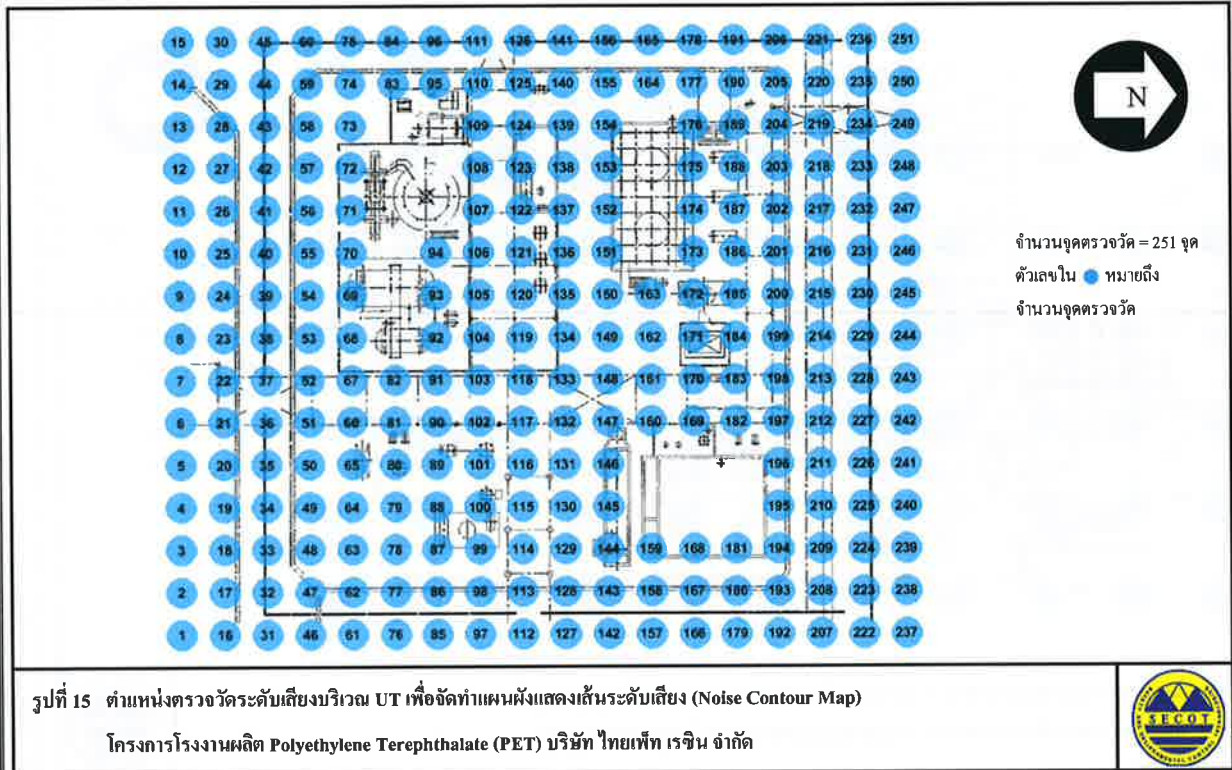 15 30 45 60 75 84 96 111 126 141 156 165 178 191 206 221 236 251
14 29 44 59 74 83 95 110 125 140 155 164 177 190 205 220 235 250
N
13 28 43 58 73 109 124 139 154 176 189 204 219 234 249
12 27 42 57 72 108 123 138 153 175 188 203 218 233 248
11 26 41 56 71 107 122 137 152 174 187 202 217 232 247
10 25 40 55 70 94 106 121 136 151 173 186 201 216 231 246
9 24 39 54 69 93 105 120 135 150 163 172 185 200 215 230 245
8 23 38 53 68 92 104 119 134 149 162 171 184 199 214 229 244
7 22 37 52 67 82 91 103 118 133 148 161 170 183 198 213 228 243
6 21 36 51 66 81 90 102 117 132 147 160 169 182 197 212 227 242
5 20 35 50 65 80 89 101 116 131 146 196 211 226 241
4 19 34 49 64 79 88 100 115 130 145 195 210 225 240
3 18 33 48 63 78 87 99 114 129 144 159 168 181 194 209 224 239
2 17 32 47 62 77 86 98 113 128 143 158 167 180 193 208 223 238
1 16 31 46 61 76 85 97 112 127 142 157 166 179 192 207 222 237
จำนวนจุดตรวจวัด = 251 จุด
ตัวเลขใน หมายถึง
จำนวนจุดตรวจวัด
รูปที่ 15 ตำแหน่งตรวจวัดระดับเสียงบริเวณ UT เพื่อจัดทำแผนผังแสดงเส้นระดับเสียง (Noise Contour Map)
โครงการโรงงานผลิต Polyethylene Terephthalate (PET) บริษัท ไทยเพ็ท เรซิน จำกัด
SECOT